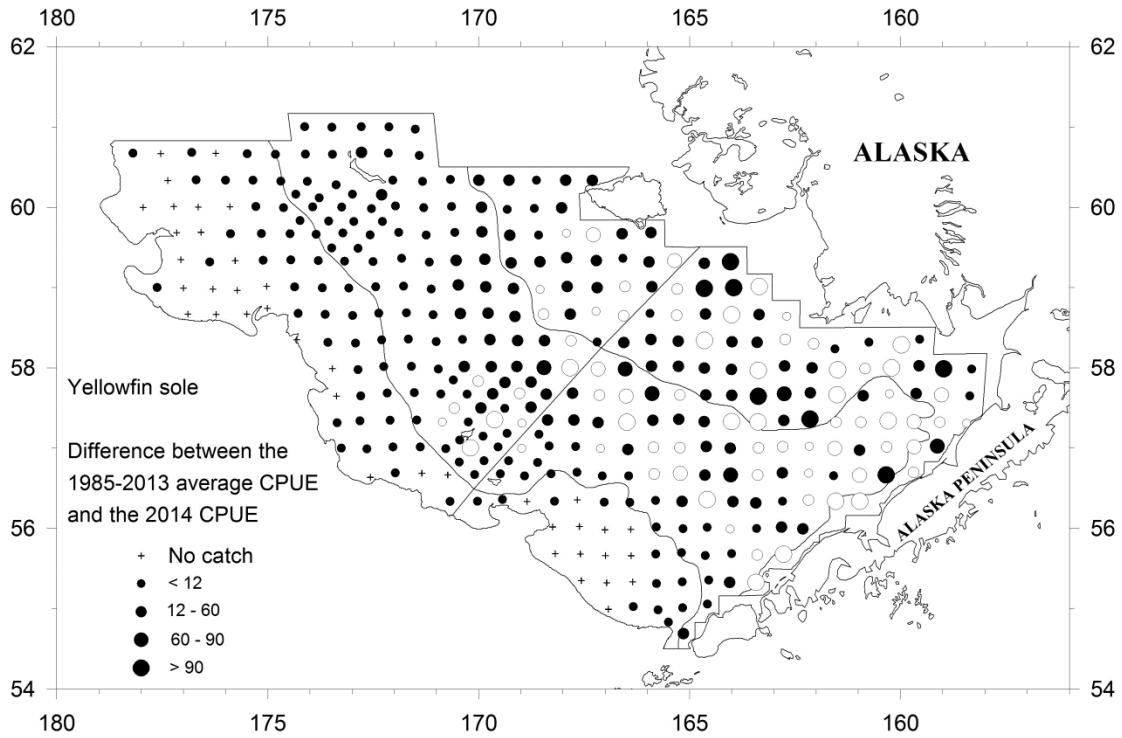 180 175 170 165 160
62 62
ALASKA
60 60
58 58
Yellowfin sole
Difference between the
1985-2013 average CPUE
and the 2014 CPUE
ALASKA PENINSULA
56 56
+ No catch
< 12
12 - 60
60 - 90
> 90
54 54
180 175 170 165 160